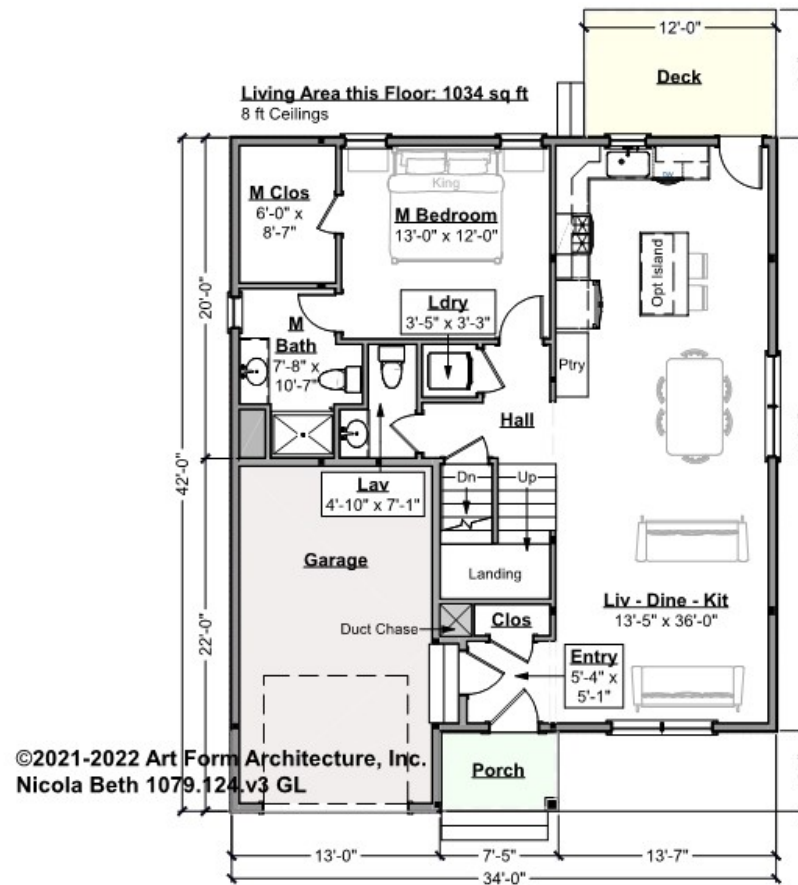 12'-0"
Deck
Living Area this Floor: 1034 sq ft
8 ft Ceilings
M Clos
6'-0" x
8'-7"
King
M Bedroom
13'-0" x 12'-0"
DW
Opt Island
Ldry
3'-5" x 3'-3"
20'-0"
M
Bath
7'-8" x
10'-7"
Ptry
Hall
42'-0"
Dn
Up
Lav
4'-10" x 7'-1"
Garage
Landing
Liv - Dine - Kit
13'-5" x 36'-0"
Clos
Duct Chase
22'-0"
Entry
5'-4" x
5'-1"
©2021-2022 Art Form Architecture, Inc.
Nicola Beth 1079.124.v3 GL
Porch
13'-0"
7'-5"
13'-7"
34'-0"